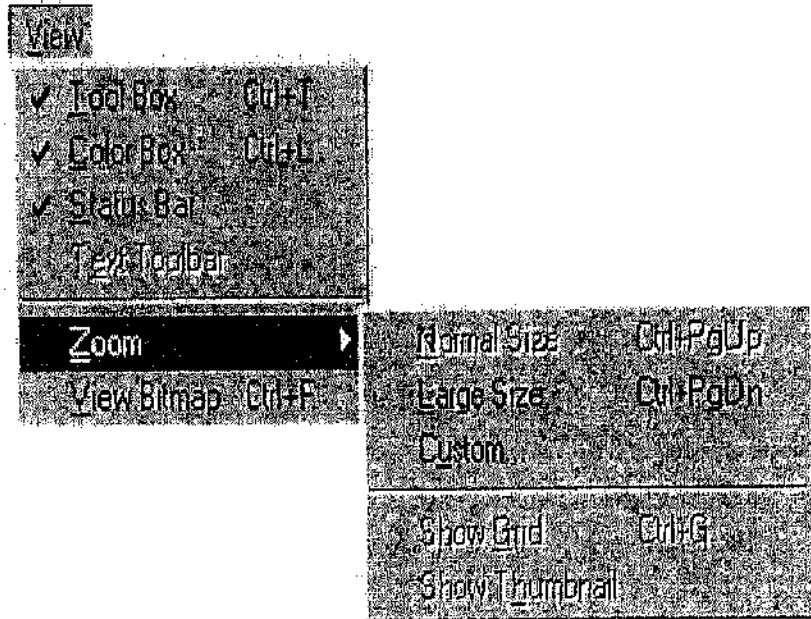 View
Tool Box Ctrl+T
Color Box Ctrl+L
Status Bar
Text Toolbar
Zoom
View Bitmap Ctrl+F
Normal Size Ctrl+PgUp
Large Size Ctrl+PgDn
Custom...
Show Grid Ctrl+G
Show Thumbnail